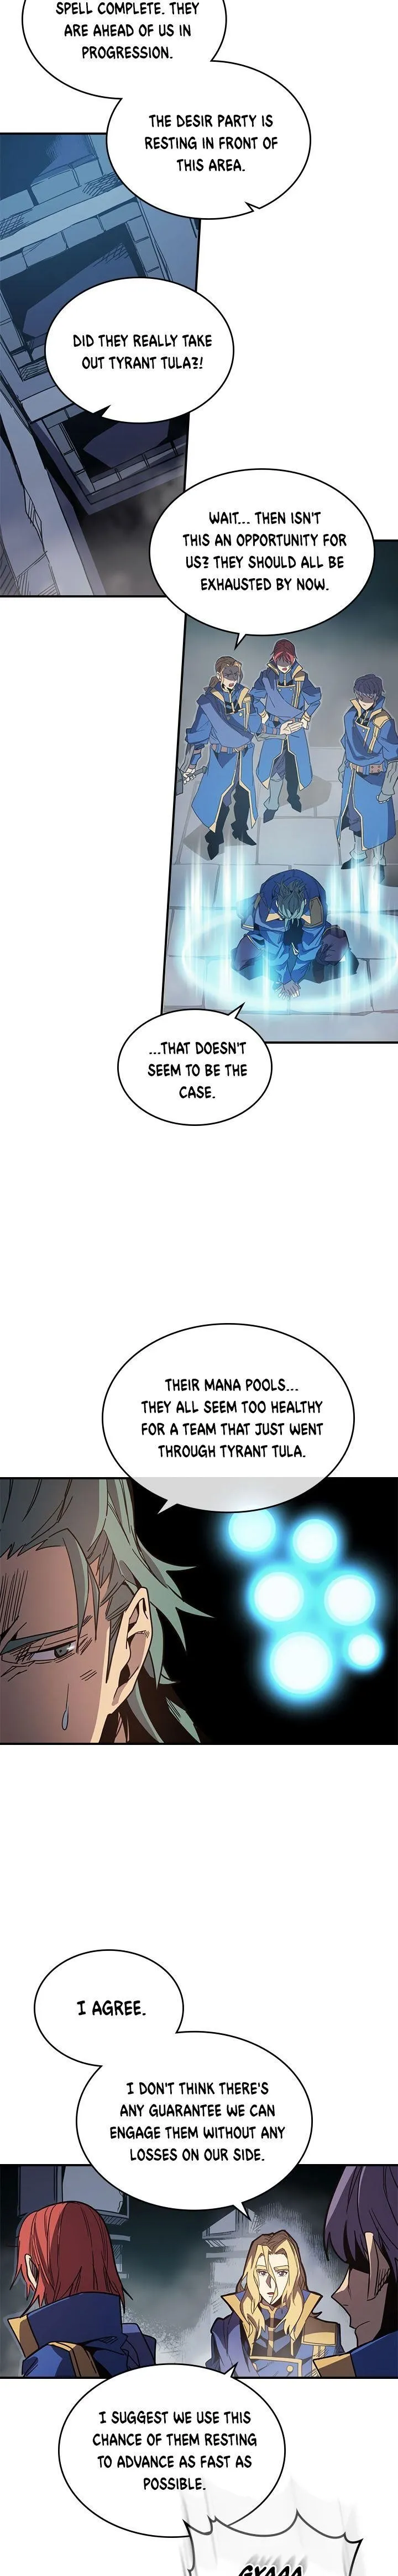 SPELL COMPLETE. THEY
ARE AHEAD OF US IN
PROGRESSION.
THE DESIR PARTY IS
RESTING IN FRONT OF
THIS AREA.
DID THEY REALLY TAKE
OUT TYRANT TULA?!
WAIT... THEN ISN'T
THIS AN OPPORTUNITY FOR
US? THEY SHOULD ALL BE
EXHAUSTED BY NOW.
...THAT DOESN'T
SEEM TO BE THE
CASE.
THEIR MANA POOLS...
THEY ALL SEEM TOO HEALTHY
FOR A TEAM THAT JUST WENT
THROUGH TYRANT TULA.
I AGREE.
I DON'T THINK THERE'S
ANY GUARANTEE WE CAN
ENGAGE THEM WITHOUT ANY
LOSSES ON OUR SIDE.
I SUGGEST WE USE THIS
CHANCE OF THEM RESTING
TO ADVANCE AS FAST AS
POSSIBLE.